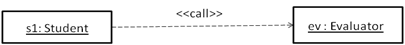 <<call>>
s1: Student
ev : Evaluator